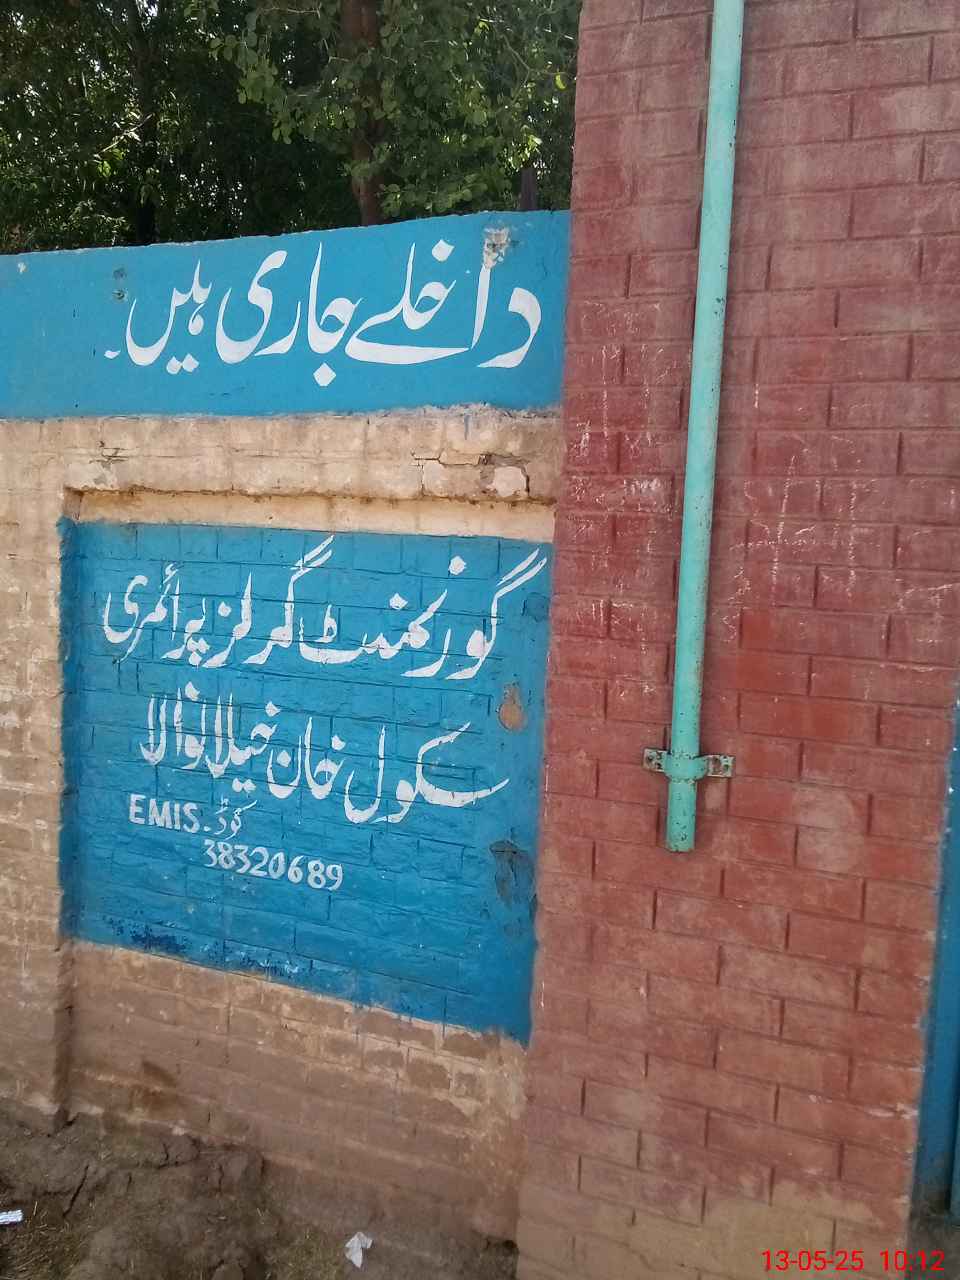 داخلے جاری ہیں۔
گورنمنٹ گرلز پرائمری
سکول خان خیلانوالا
EMIS۔ کوڈ
38320689
13-05-25 10:12